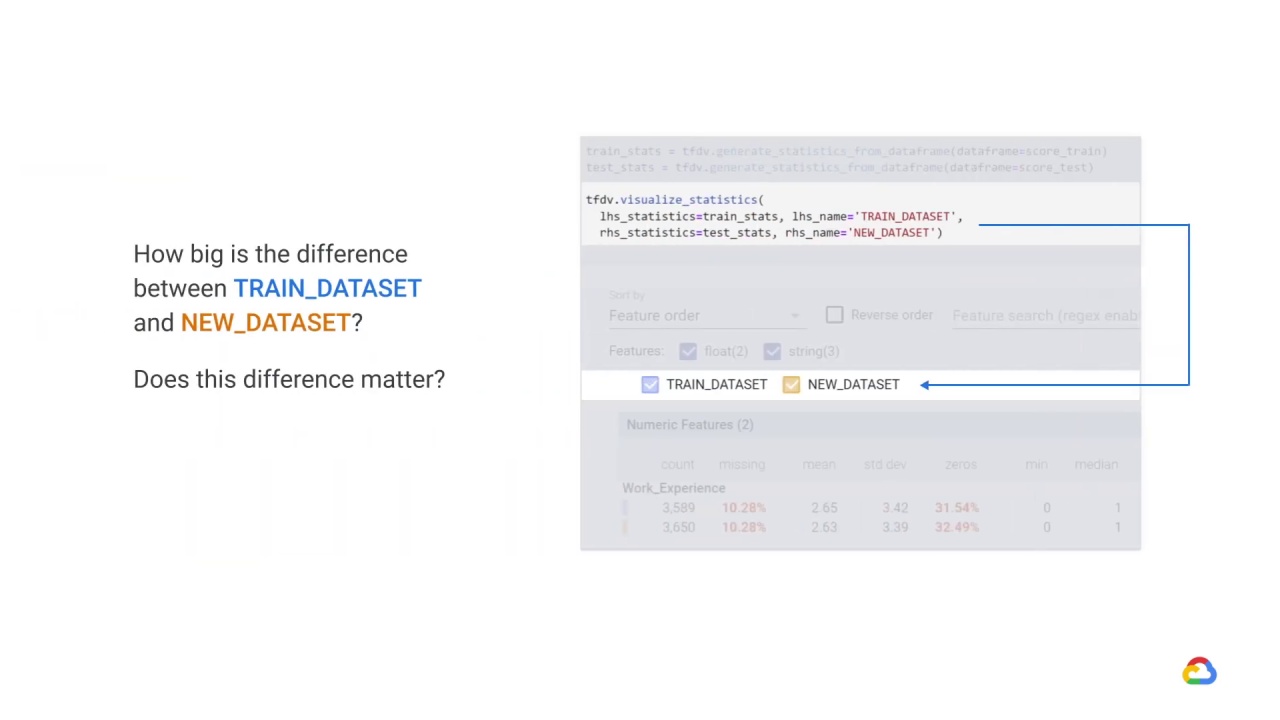 How big is the difference
between TRAIN_DATASET
and NEW_DATASET?
Does this difference matter?
train_stats = tfdv.generate_statistics_from_dataframe(dataframe=score_train)
test_stats = tfdv.generate_statistics_from_dataframe(dataframe=score_test)
tfdv.visualize_statistics(
lhs_statistics=train_stats, lhs_name='TRAIN_DATASET',
rhs_statistics=test_stats, rhs_name='NEW_DATASET')
Sort by
Feature order Reverse order Feature search (regex enab
Features: float(2) string(3)
TRAIN_DATASET NEW_DATASET
Numeric Features (2)
count missing mean std dev zeros min median
Work_Experience
3,589 10.28% 2.65 3.42 31.54% 0 1
3,650 10.28% 2.63 3.39 32.49% 0 1